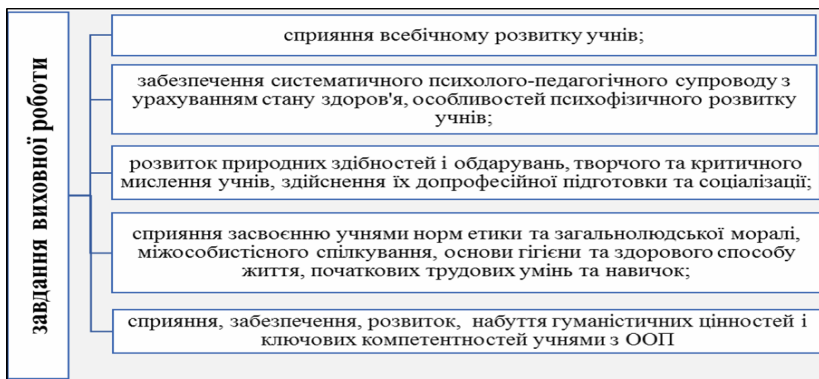 завдання виховної роботи
сприяння всебічному розвитку учнів;
забезпечення систематичного психолого-педагогічного супроводу з
урахуванням стану здоров'я, особливостей психофізичного розвитку
учнів;
розвиток природних здібностей і обдарувань, творчого та критичного
мислення учнів, здійснення їх допрофесійної підготовки та соціалізації;
сприяння засвоєнню учнями норм етики та загальнолюдської моралі,
міжособистісного спілкування, основи гігієни та здорового способу
життя, початкових трудових умінь та навичок;
сприяння, забезпечення, розвиток, набуття гуманістичних цінностей і
ключових компетентностей учнями з ООП